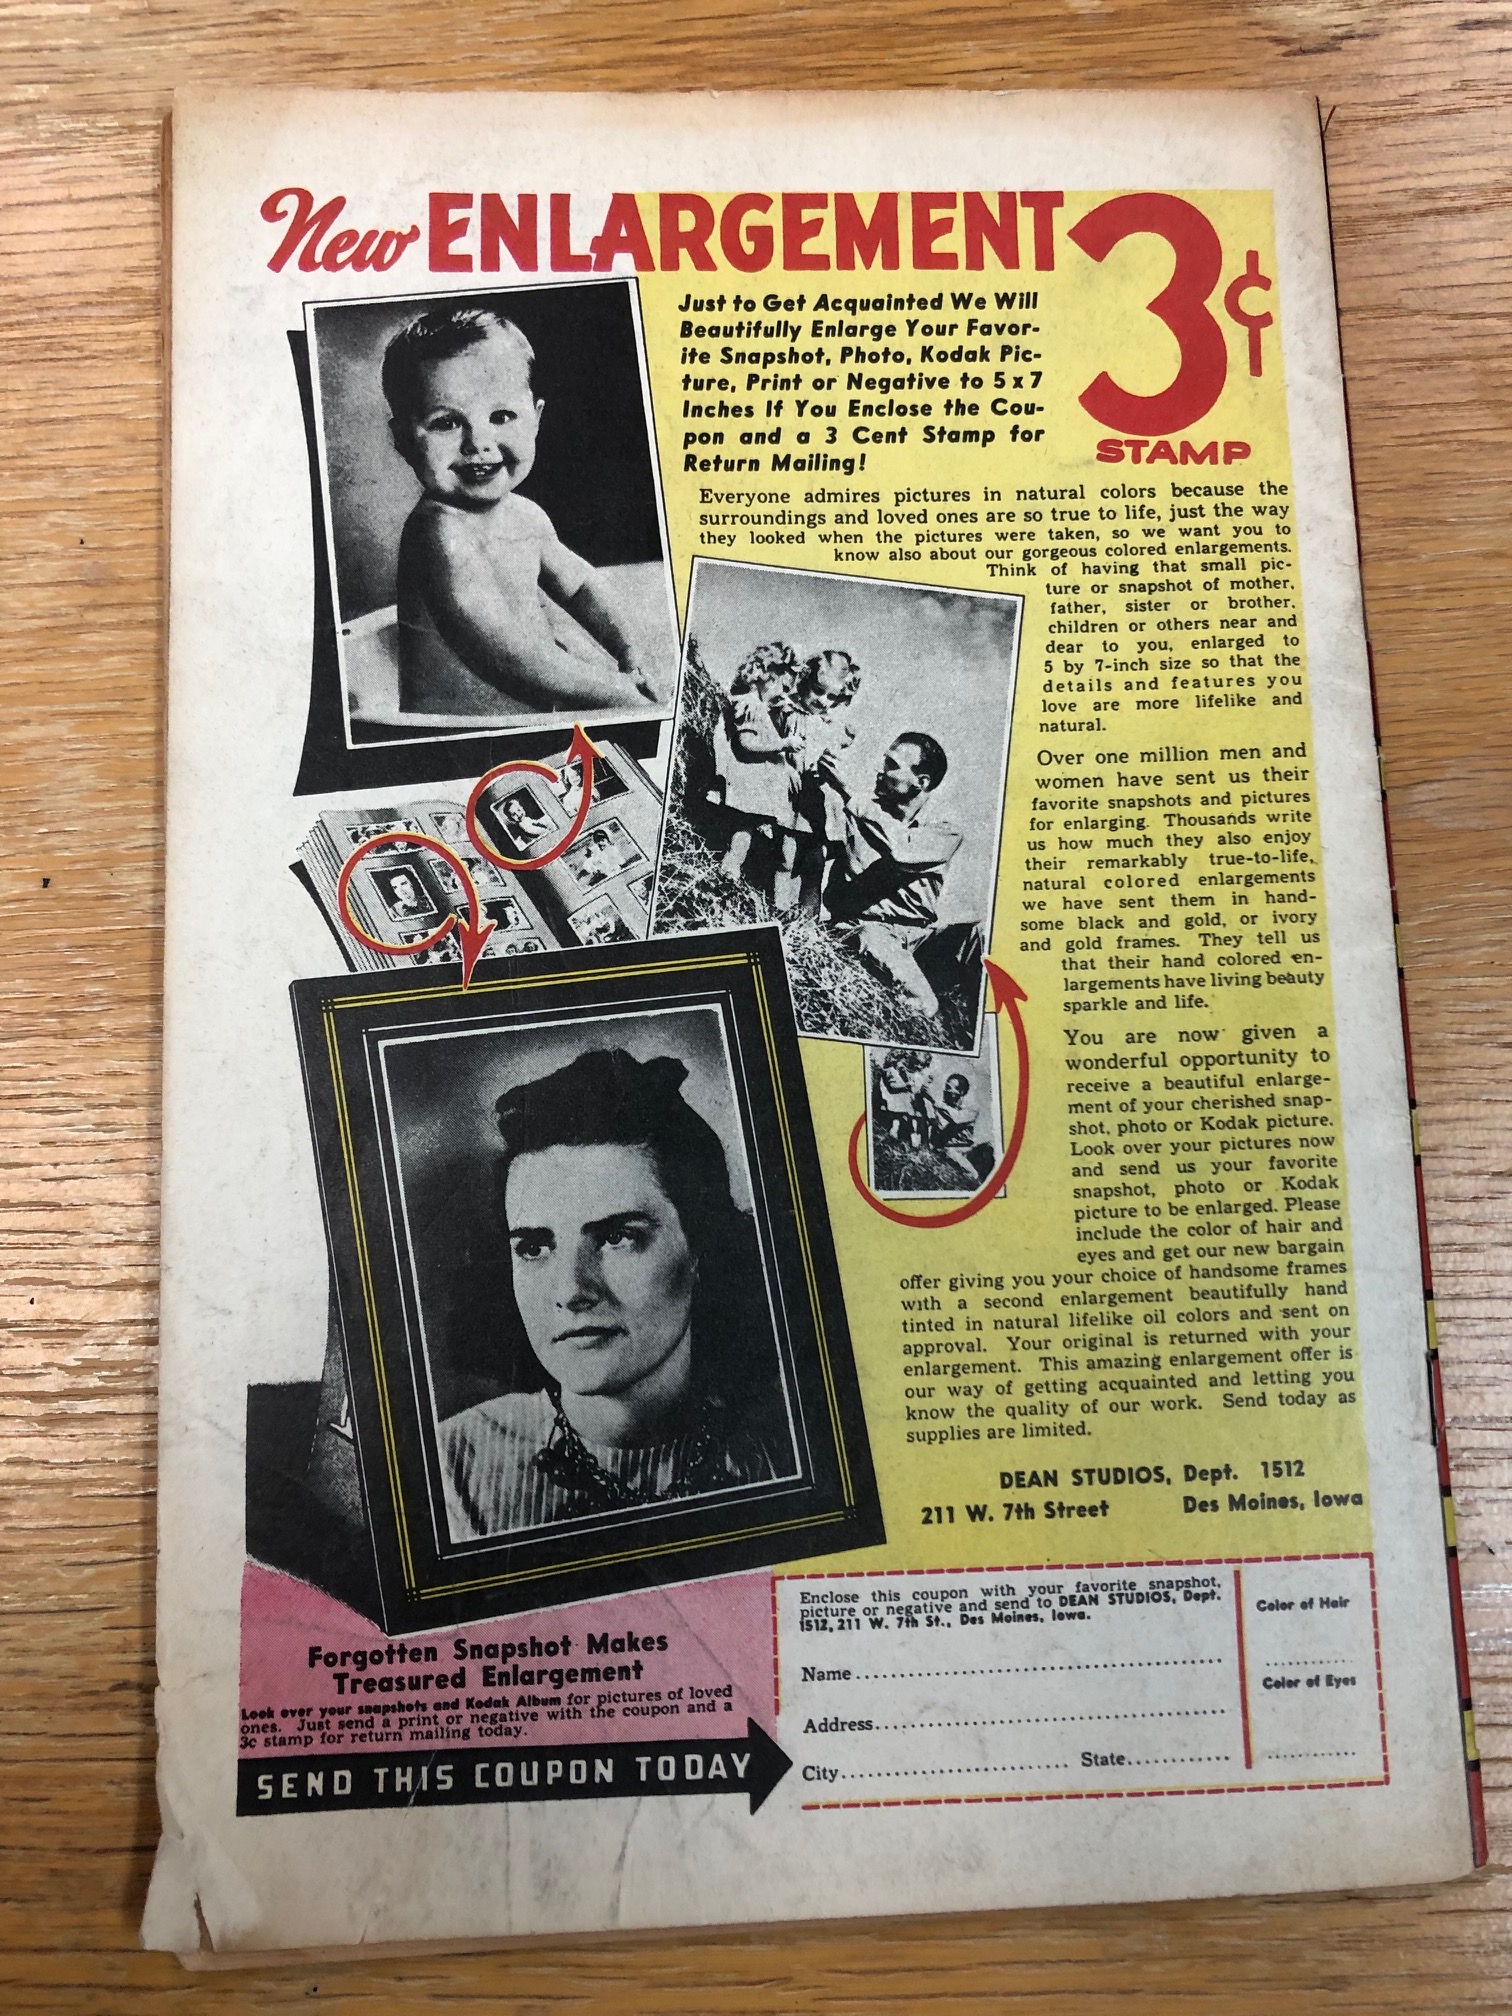 New ENLARGEMENT 3¢
STAMP
Just to Get Acquainted We Will
Beautifully Enlarge Your Favor-
ite Snapshot, Photo, Kodak Pic-
ture, Print or Negative to 5 x 7
Inches If You Enclose the Cou-
pon and a 3 Cent Stamp for
Return Mailing!
Everyone admires pictures in natural colors because the
surroundings and loved ones are so true to life, just the way
they looked when the pictures were taken, so we want you to
know also about our gorgeous colored enlargements.
Think of having that small pic-
ture or snapshot of mother,
father, sister or brother,
children or others near and
dear to you, enlarged to
5 by 7-inch size so that the
details and features you
love are more lifelike and
natural.
Over one million men and
women have sent us their
favorite snapshots and pictures
for enlarging. Thousands write
us how much they also enjoy
their remarkably true-to-life,
natural colored enlargements
we have sent them in hand-
some black and gold, or ivory
and gold frames. They tell us
that their hand colored en-
largements have living beauty
sparkle and life.
You are now given a
wonderful opportunity to
receive a beautiful enlarge-
ment of your cherished snap-
shot, photo or Kodak picture.
Look over your pictures now
and send us your favorite
snapshot, photo or Kodak
picture to be enlarged. Please
include the color of hair and
eyes and get our new bargain
offer giving you your choice of handsome frames
with a second enlargement beautifully hand
tinted in natural lifelike oil colors and sent on
approval. Your original is returned with your
enlargement. This amazing enlargement offer is
our way of getting acquainted and letting you
know the quality of our work. Send today as
supplies are limited.
DEAN STUDIOS, Dept. 1512
211 W. 7th Street Des Moines, Iowa
Forgotten Snapshot Makes
Treasured Enlargement
Look over your snapshots and Kodak Album for pictures of loved
ones. Just send a print or negative with the coupon and a
3c stamp for return mailing today.
SEND THIS COUPON TODAY
Enclose this coupon with your favorite snapshot,
picture or negative and send to DEAN STUDIOS, Dept.
1512, 211 W. 7th St., Des Moines, Iowa.
Name
Address
City State
Color of Hair
Color of Eyes